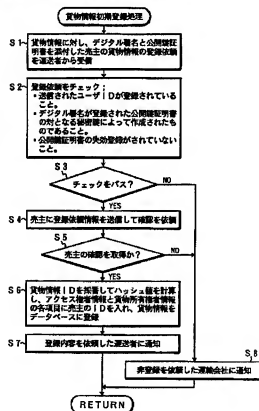 貨物情報初期登録処理
S1
貨物情報に対し、デジタル署名と公開鍵証
明書を添付した売主の貨物情報の登録依頼
を運送者から受信
S2
登録依頼をチェック;
・送信されたユーザIDが登録されている
こと。
・デジタル署名が登録された公開鍵証明書
の対となる秘密鍵によって作成されたも
のであること。
・公開鍵証明書の失効登録がされていない
こと。
S3
チェックをパス?
NO
YES
S4
売主に登録依頼情報を送信して確認を依頼
S5
売主の確認を取得か?
NO
YES
S6
貨物情報IDを採番してハッシュ値を計算
し、アクセス権者情報と貨物所有権者情報
の各項目に売主のIDを入れ、貨物情報を
データベースに登録
S7
登録内容を依頼した運送者に通知
S8
非登録を依頼した運輸会社に通知
RETURN